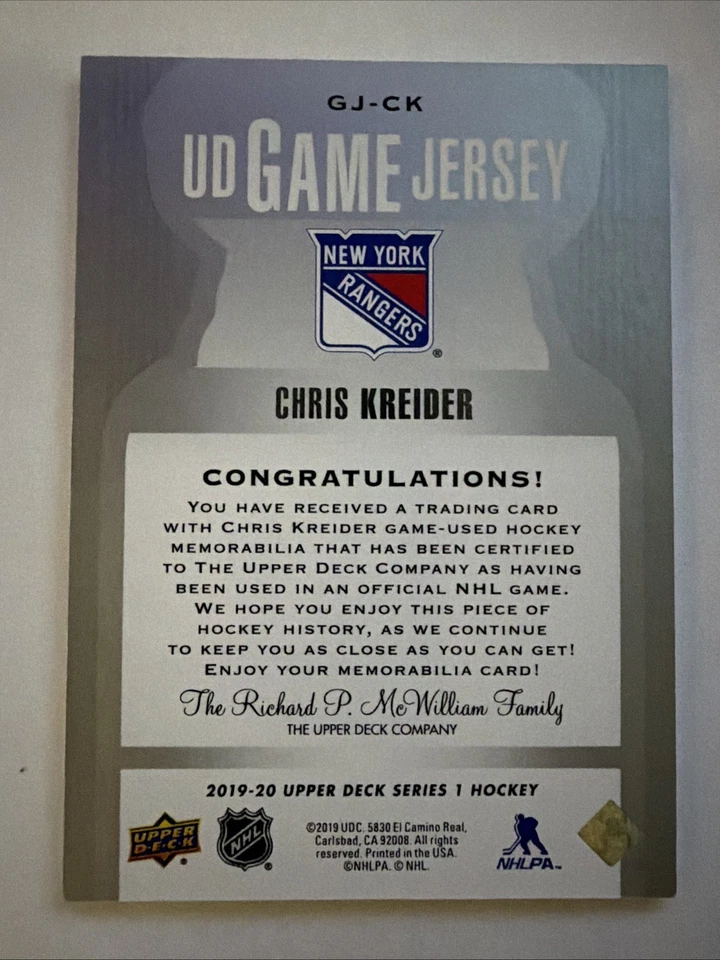 GJ-CK
UD GAME JERSEY
NEW YORK
RANGERS
®
CHRIS KREIDER
CONGRATULATIONS!
YOU HAVE RECEIVED A TRADING CARD
WITH CHRIS KREIDER GAME-USED HOCKEY
MEMORABILIA THAT HAS BEEN CERTIFIED
TO THE UPPER DECK COMPANY AS HAVING
BEEN USED IN AN OFFICIAL NHL GAME.
WE HOPE YOU ENJOY THIS PIECE OF
HOCKEY HISTORY, AS WE CONTINUE
TO KEEP YOU AS CLOSE AS YOU CAN GET!
ENJOY YOUR MEMORABILIA CARD!
The Richard P. McWilliam Family
THE UPPER DECK COMPANY
2019-20 UPPER DECK SERIES 1 HOCKEY
UPPER
D·E·C·K
NHL
®
©2019 UDC. 5830 El Camino Real,
Carlsbad, CA 92008. All rights
reserved. Printed in the USA.
©NHLPA. © NHL.
NHLPA™